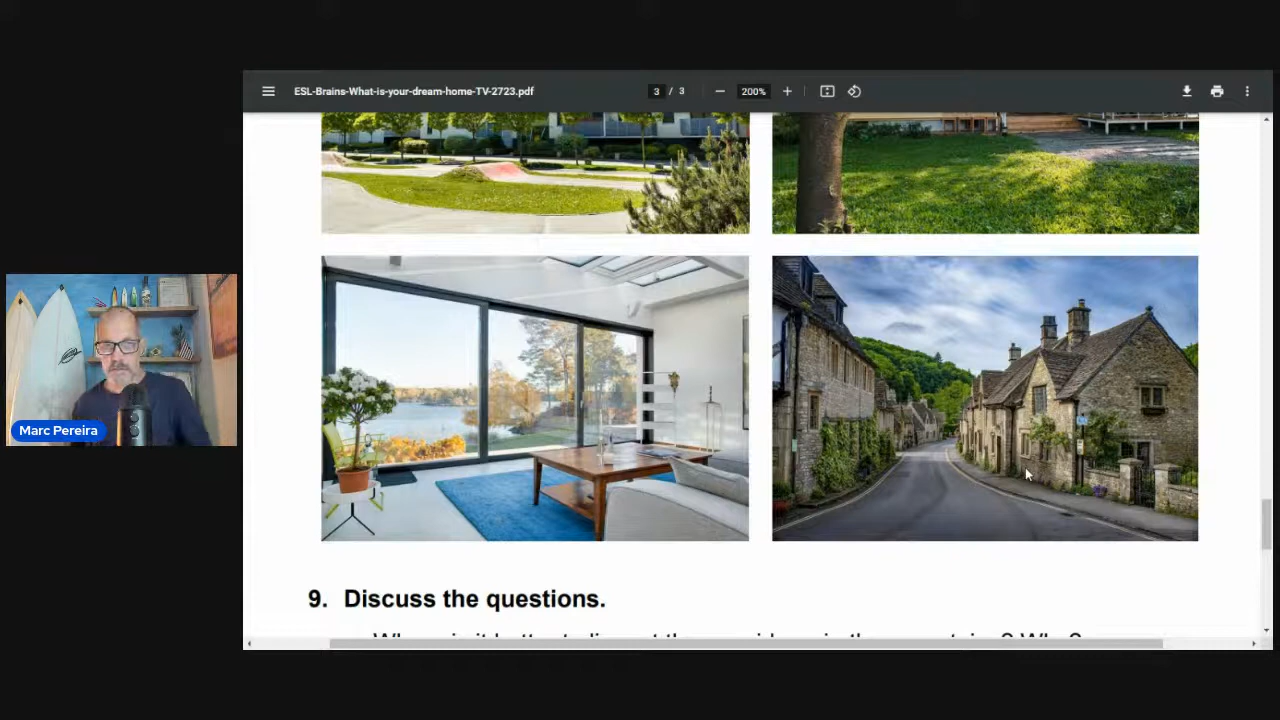 ESL-Brains-What-is-your-dream-home-TV-2723.pdf
3 / 3
200%
Marc Pereira
9. Discuss the questions.